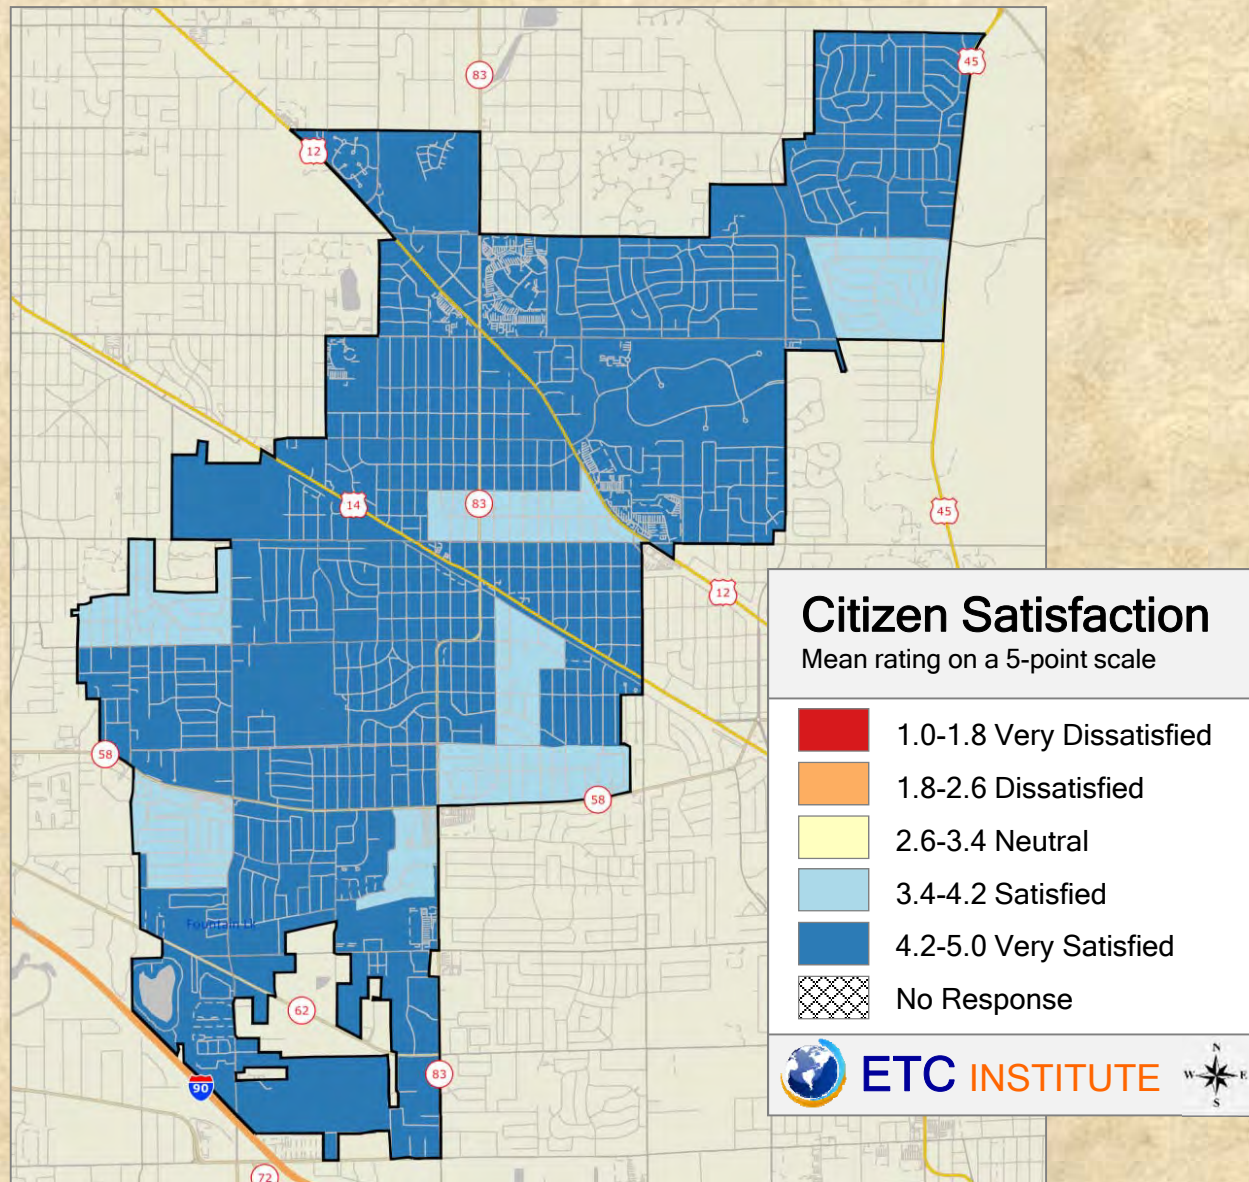 83
45
12
14
83
45
12
58
58
Fountain Dr
62
83
90
72
Citizen Satisfaction
Mean rating on a 5-point scale
1.0-1.8 Very Dissatisfied
1.8-2.6 Dissatisfied
2.6-3.4 Neutral
3.4-4.2 Satisfied
4.2-5.0 Very Satisfied
No Response
ETC INSTITUTE
N
W E
S